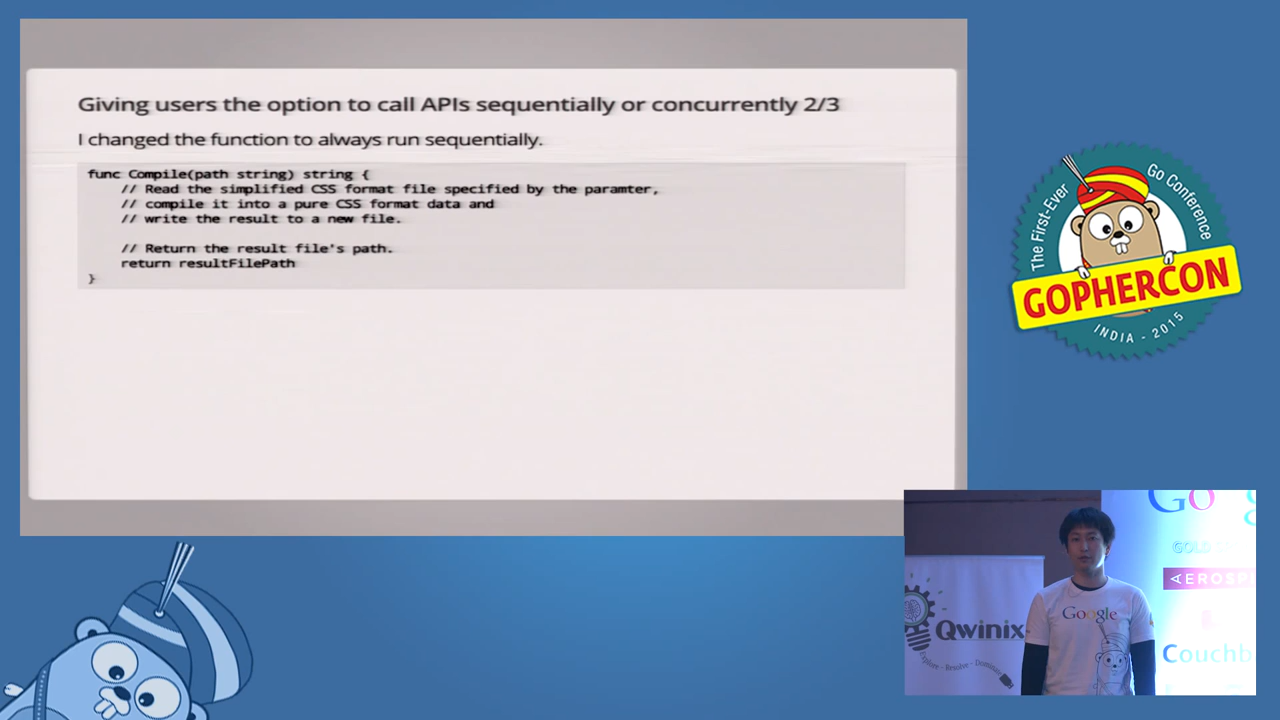 Giving users the option to call APIs sequentially or concurrently 2/3
I changed the function to always run sequentially.
func Compile(path string) string {
// Read the simplified CSS format file specified by the paramter,
// compile it into a pure CSS format data and
// write the result to a new file.
// Return the result file's path.
return resultFilePath
}
The First-Ever Go Conference
GOPHERCON
INDIA - 2015
Google
GOLD
AEROSP
Qwinix
Couchb
Google